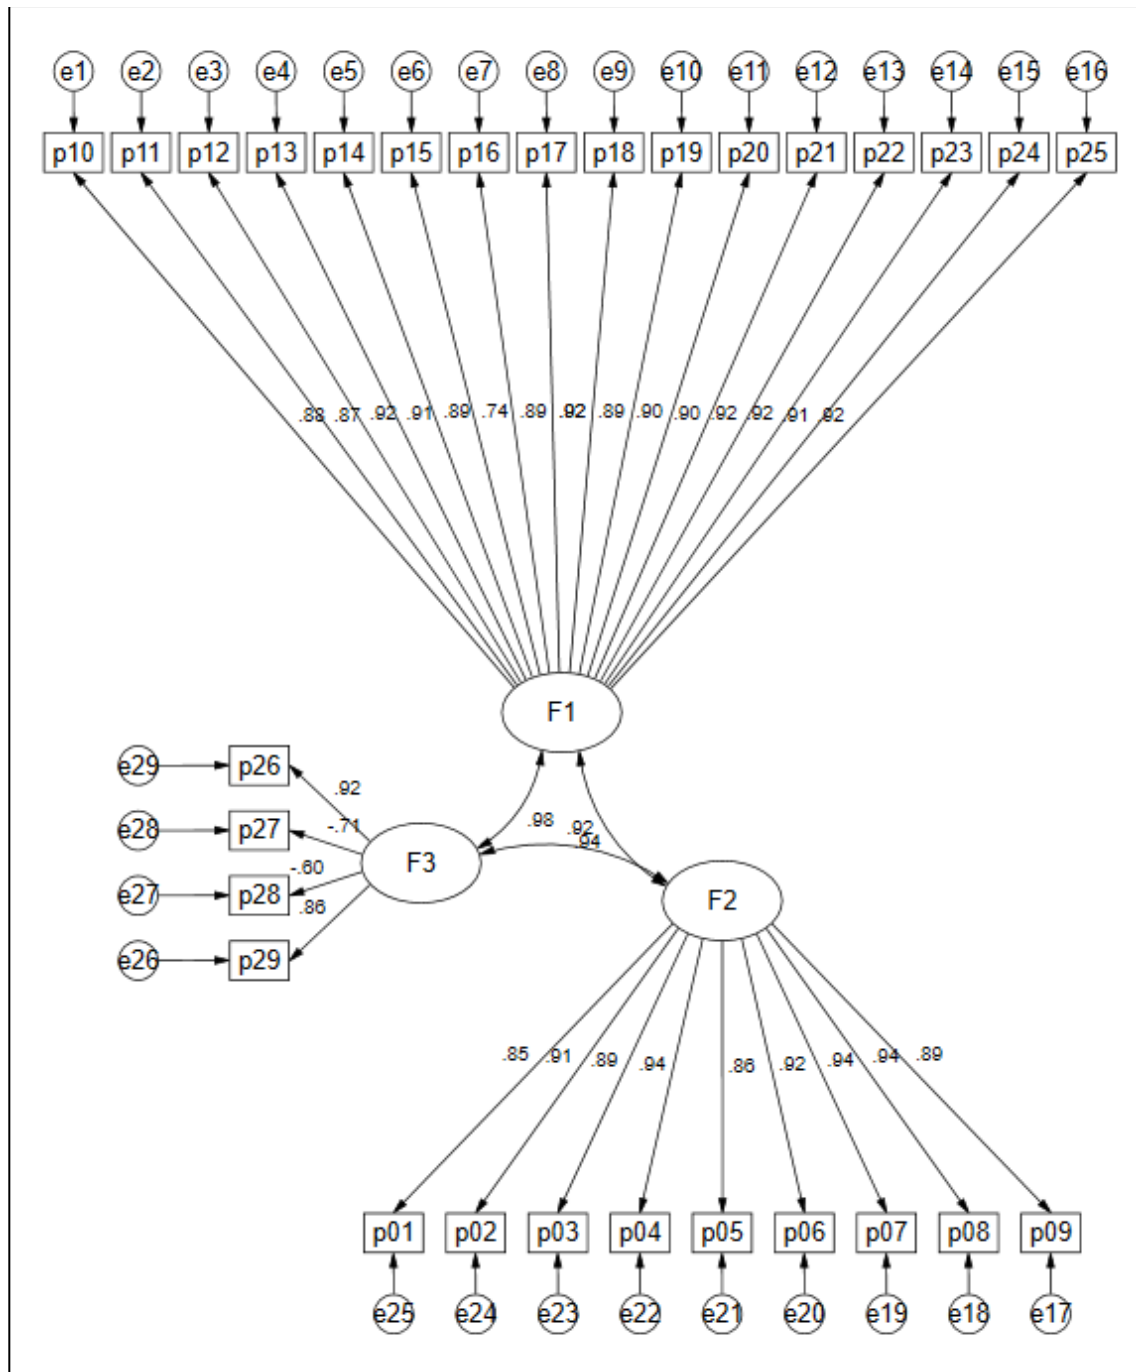 e1 e2 e3 e4 e5 e6 e7 e8 e9 e10 e11 e12 e13 e14 e15 e16
p10 p11 p12 p13 p14 p15 p16 p17 p18 p19 p20 p21 p22 p23 p24 p25
.88 .87 .92 .91 .89 .74 .89 .92 .89 .90 .90 .92 .92 .91 .92
F1
e29 p26
.92
e28 p27 -.71
.98 .92
.94
F3
-.60
e27 p28
.86
F2
e26 p29
.85 .91 .89 .94 .86 .92 .94 .94 .89
p01 p02 p03 p04 p05 p06 p07 p08 p09
e25 e24 e23 e22 e21 e20 e19 e18 e17